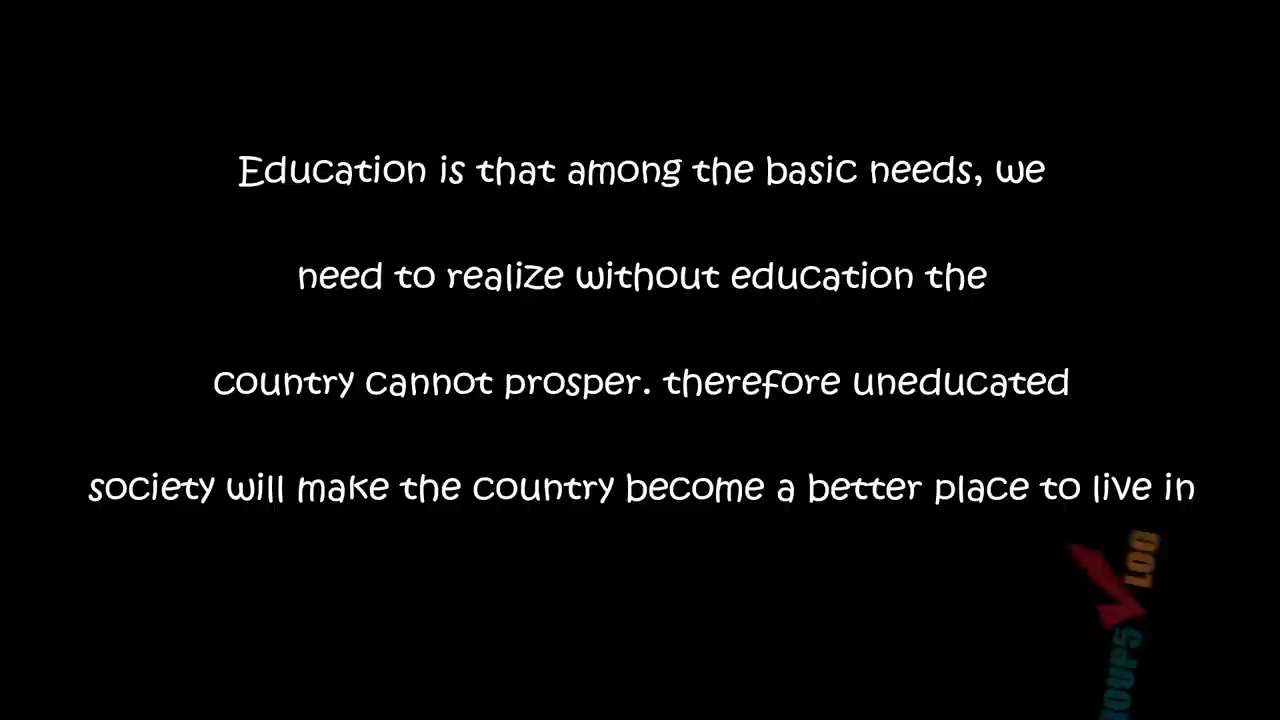 Education is that among the basic needs, we
need to realize without education the
country cannot prosper. therefore uneducated
society will make the country become a better place to live in